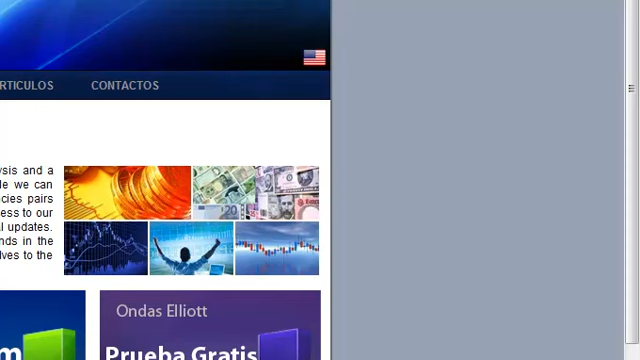 RTICULOS CONTACTOS
ysis and a
le we can
cies pairs
ess to our
al updates.
nds in the
lves to the
Ondas Elliott
m
Prueba Gratis